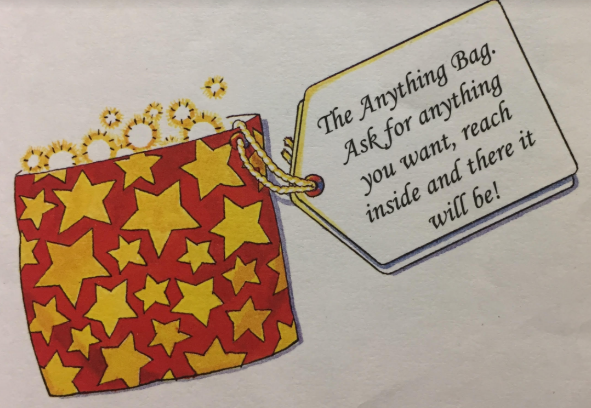 The Anything Bag.
Ask for anything
you want, reach
inside and there it
will be!